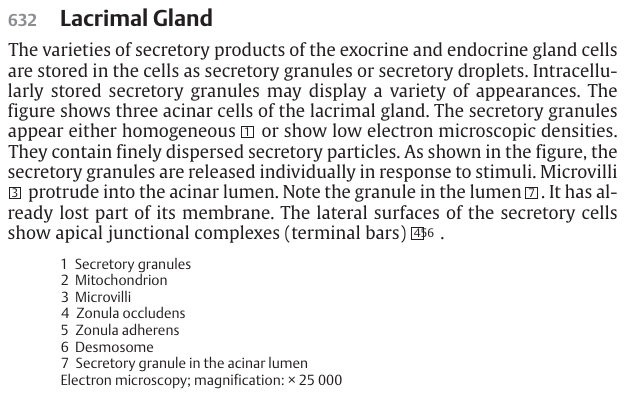 632 Lacrimal Gland
The varieties of secretory products of the exocrine and endocrine gland cells
are stored in the cells as secretory granules or secretory droplets. Intracellu-
larly stored secretory granules may display a variety of appearances. The
figure shows three acinar cells of the lacrimal gland. The secretory granules
appear either homogeneous 1 or show low electron microscopic densities.
They contain finely dispersed secretory particles. As shown in the figure, the
secretory granules are released individually in response to stimuli. Microvilli
3 protrude into the acinar lumen. Note the granule in the lumen 7 . It has al-
ready lost part of its membrane. The lateral surfaces of the secretory cells
show apical junctional complexes (terminal bars) 456 .
1 Secretory granules
2 Mitochondrion
3 Microvilli
4 Zonula occludens
5 Zonula adherens
6 Desmosome
7 Secretory granule in the acinar lumen
Electron microscopy; magnification: × 25 000